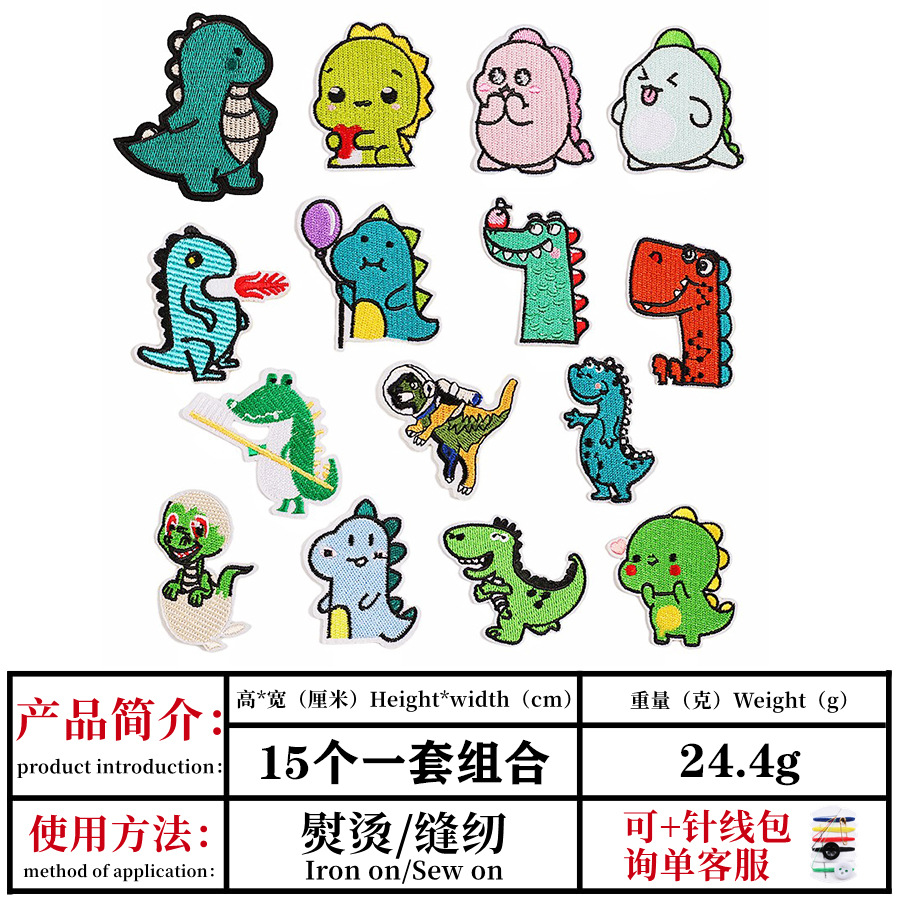 产品简介：
product introduction：
高*宽（厘米）Height*width（cm）
重量（克）Weight（g）
15个一套组合
24.4g
使用方法：
method of application：
熨烫/缝纫
Iron on/Sew on
可+针线包
询单客服